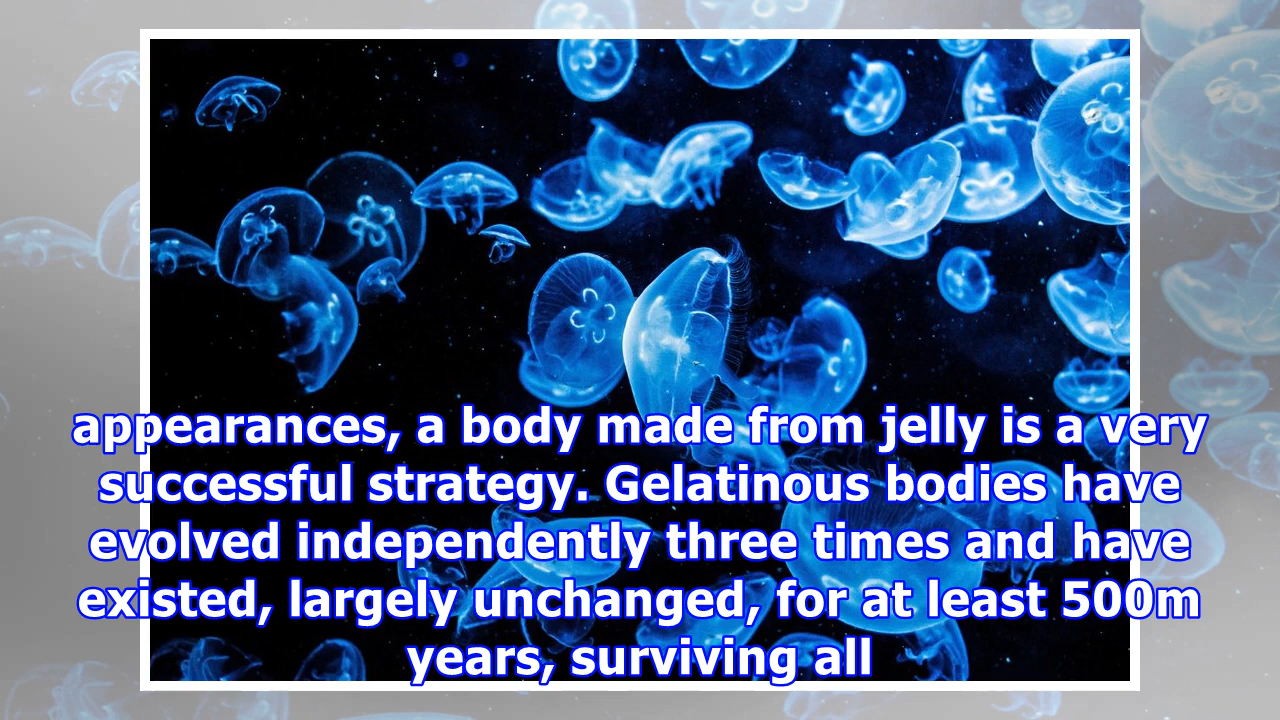 appearances, a body made from jelly is a very
successful strategy. Gelatinous bodies have
evolved independently three times and have
existed, largely unchanged, for at least 500m
years, surviving all